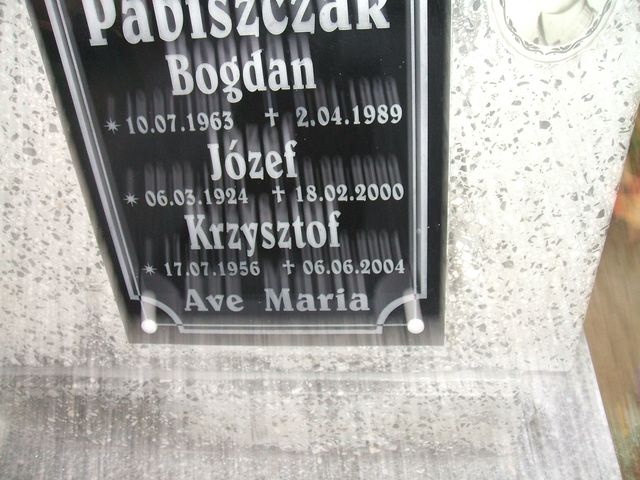 Pabiszczak
Bogdan
* 10.07.1963 † 2.04.1989
Józef
* 06.03.1924 † 18.02.2000
Krzysztof
* 17.07.1956 † 06.06.2004
Ave Maria